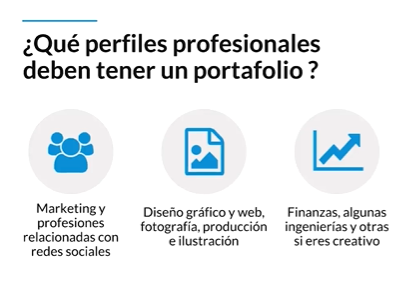 ¿Qué perfiles profesionales
deben tener un portafolio ?
Marketing y
profesiones
relacionadas con
redes sociales
Diseño gráfico y web,
fotografía, producción
e ilustración
Finanzas, algunas
ingenierías y otras
si eres creativo